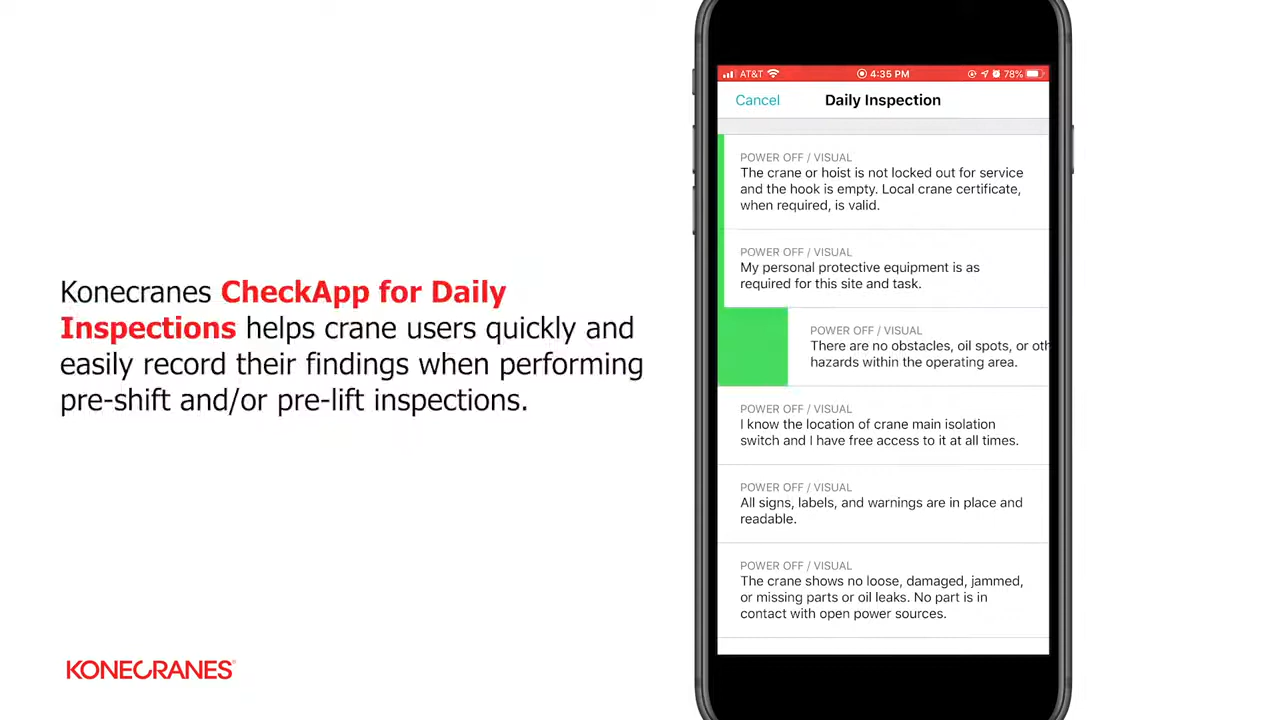 Konecranes CheckApp for Daily
Inspections helps crane users quickly and
easily record their findings when performing
pre-shift and/or pre-lift inspections.
KONECRANES
AT&T 4:35 PM 78%
Cancel Daily Inspection
POWER OFF / VISUAL
The crane or hoist is not locked out for service
and the hook is empty. Local crane certificate,
when required, is valid.
POWER OFF / VISUAL
My personal protective equipment is as
required for this site and task.
POWER OFF / VISUAL
There are no obstacles, oil spots, or oth
hazards within the operating area.
POWER OFF / VISUAL
I know the location of crane main isolation
switch and I have free access to it at all times.
POWER OFF / VISUAL
All signs, labels, and warnings are in place and
readable.
POWER OFF / VISUAL
The crane shows no loose, damaged, jammed,
or missing parts or oil leaks. No part is in
contact with open power sources.